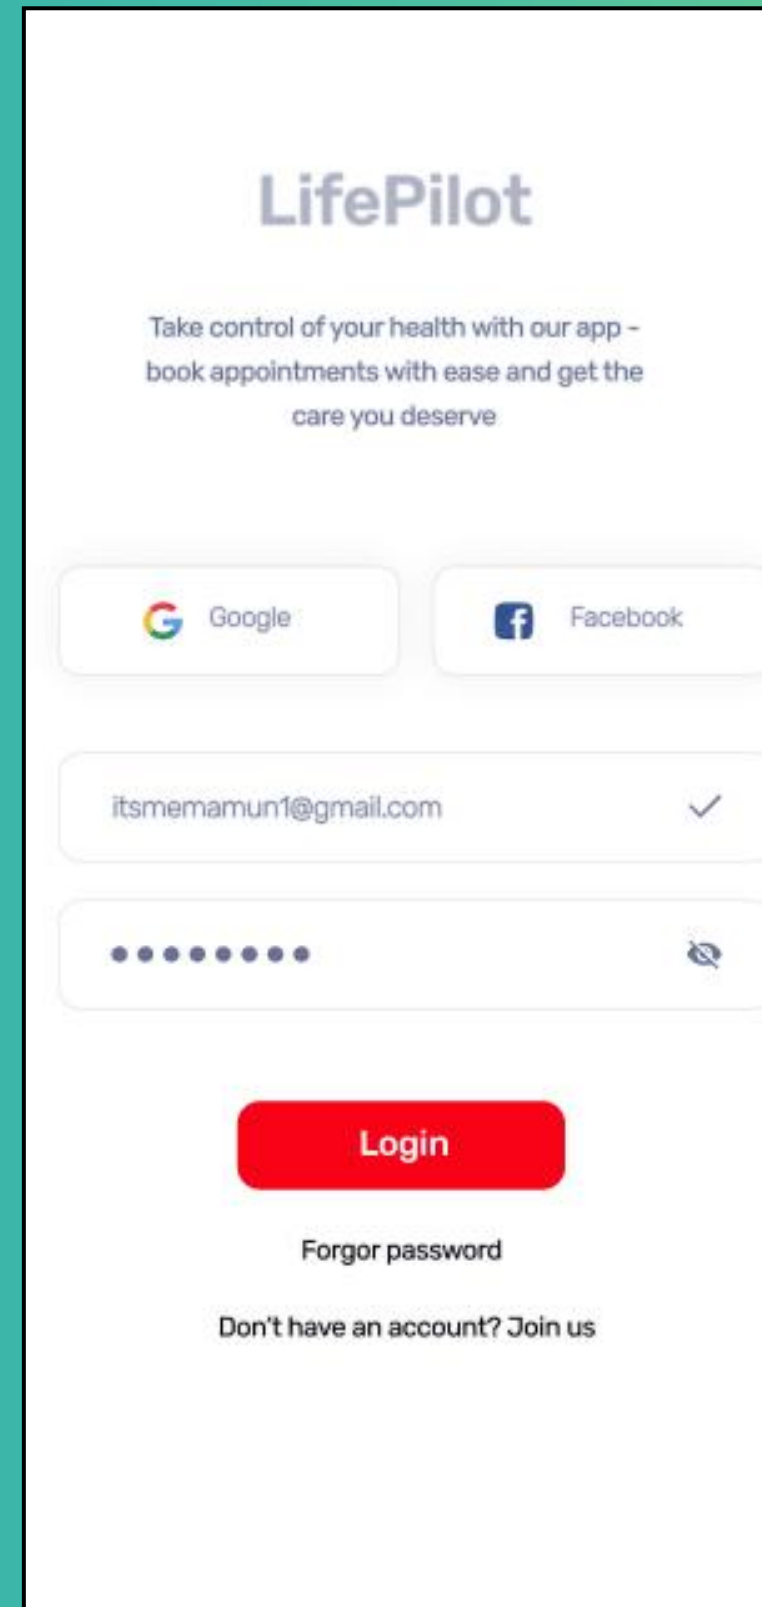 LifePilot
Take control of your health with our app -
book appointments with ease and get the
care you deserve
Google
Facebook
itsmemamun1@gmail.com
Login
Forgor password
Don't have an account? Join us